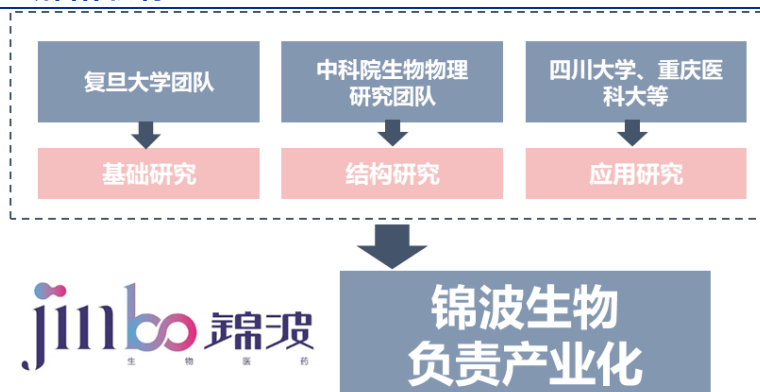 复旦大学团队
中科院生物物理
研究团队
四川大学、重庆医
科大等
基础研究
结构研究
应用研究
jinbo 錦波
生物医药
锦波生物
负责产业化